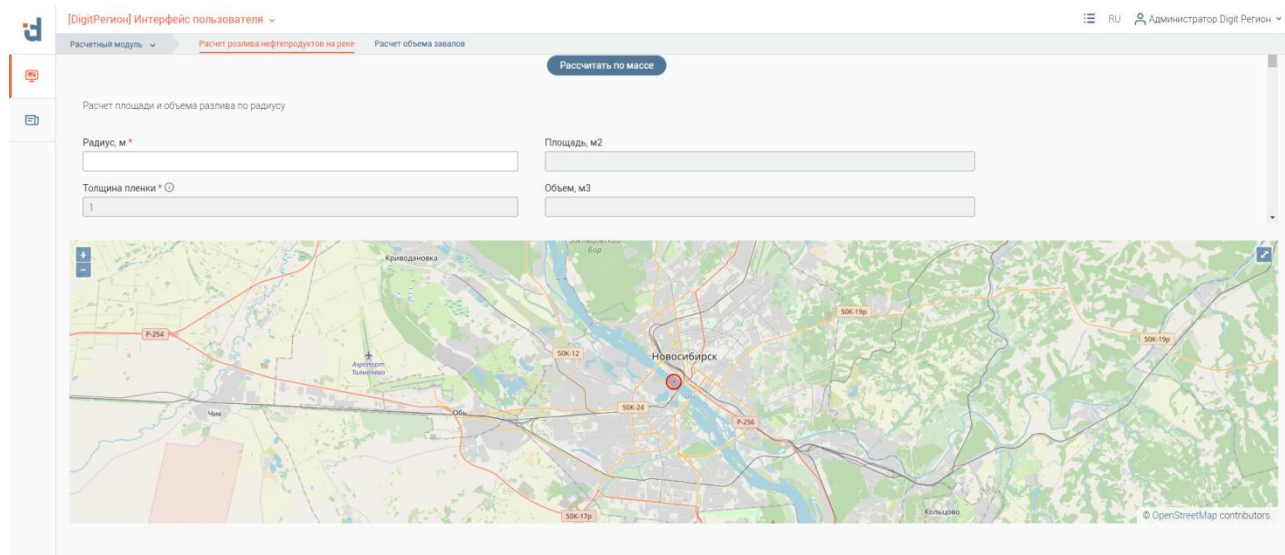 [DigitРегион] Интерфейс пользователя
RU Администратор Digit Регион
Расчетный модуль Расчет розлива нефтепродуктов на реке Расчет объема завалов
Рассчитать по массе
Расчет площади и объема разлива по радиусу
Радиус, м * Площадь, м2
Толщина пленки * Объем, м3
1
+
-
бор
Криводановка
50К-19р
Р-254
50К-19р
50К-12
Новосибирск
Аэропорт
Толмачево
Обь
Чик
Обь
50К-24
Р-256
Кольцово
50К-17р
© OpenStreetMap contributors.